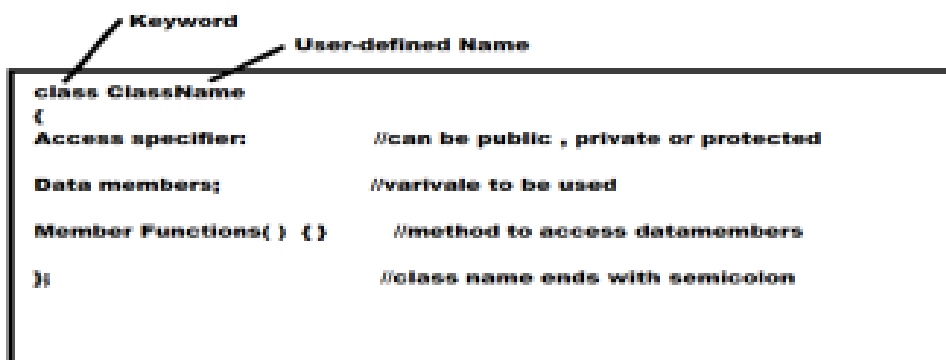 Keyword
User-defined Name
class ClassName
{
Access specifier: //can be public , private or protected
Data members; //varivale to be used
Member Functions( ) { } //method to access datamembers
}; //class name ends with semicolon